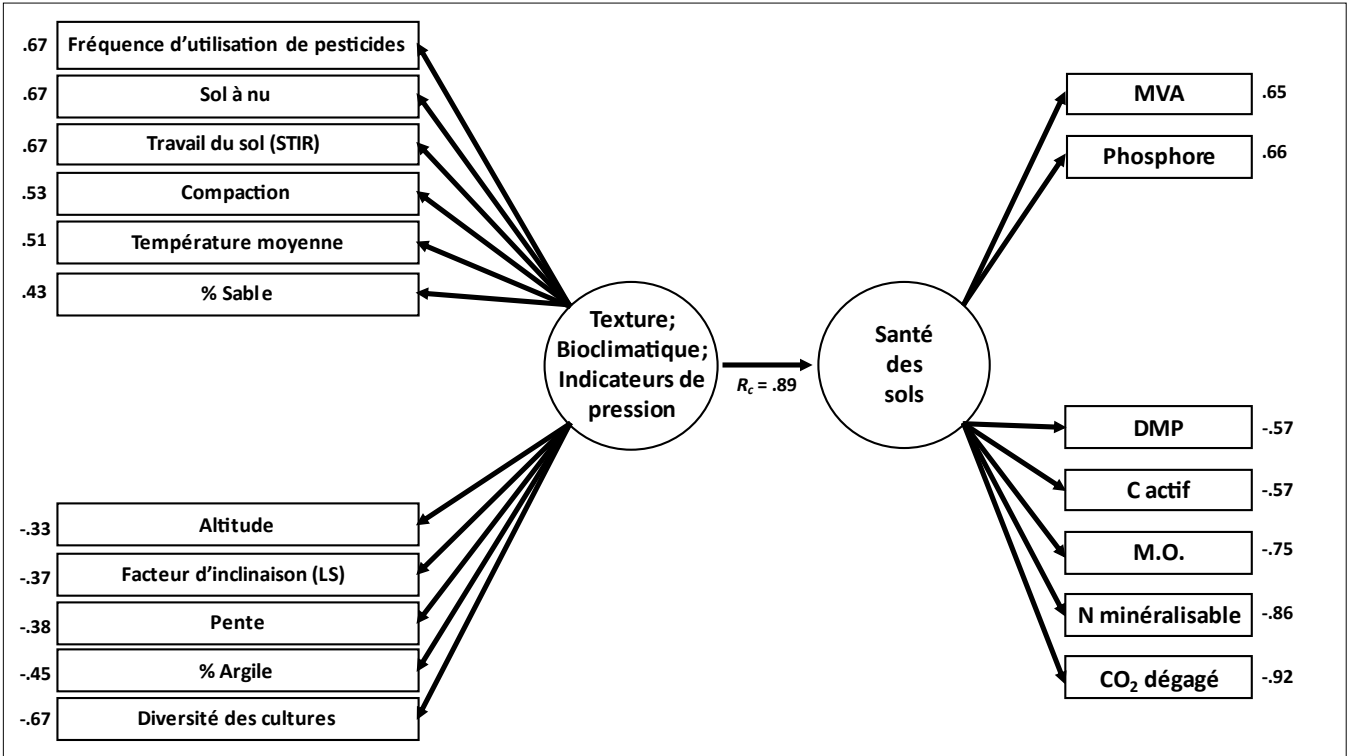 .67 Fréquence d'utilisation de pesticides
.67 Sol à nu
.67 Travail du sol (STIR)
.53 Compaction
.51 Température moyenne
.43 % Sable
-.33 Altitude
-.37 Facteur d'inclinaison (LS)
-.38 Pente
-.45 % Argile
-.67 Diversité des cultures
Texture;
Bioclimatique;
Indicateurs de
pression
Rc = .89
Santé
des
sols
MVA .65
Phosphore .66
DMP -.57
C actif -.57
M.O. -.75
N minéralisable -.86
CO₂ dégagé -.92